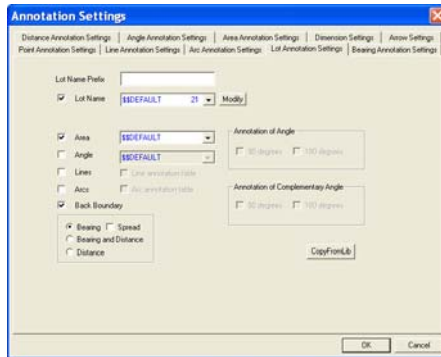 Annotation Settings
Distance Annotation Settings Angle Annotation Settings Area Annotation Settings Dimension Settings Arrow Settings
Point Annotation Settings Line Annotation Settings Arc Annotation Settings Lot Annotation Settings Bearing Annotation Settings
Lot Name Prefix
Lot Name $$DEFAULT 21 Modify
Area $$DEFAULT
Annotation of Angle
Angle $$DEFAULT
90 degrees 180 degrees
Lines Line annotation table
Arcs Arc annotation table
Annotation of Complementary Angle
Back Boundary
90 degrees 180 degrees
Bearing Spread
Bearing and Distance
Distance
CopyFromLib
OK Cancel